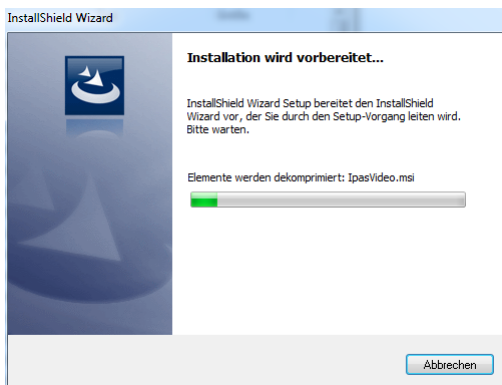 InstallShield Wizard
Installation wird vorbereitet...
InstallShield Wizard Setup bereitet den InstallShield
Wizard vor, der Sie durch den Setup-Vorgang leiten wird.
Bitte warten.
Elemente werden dekomprimiert: IpasVideo.msi
Abbrechen